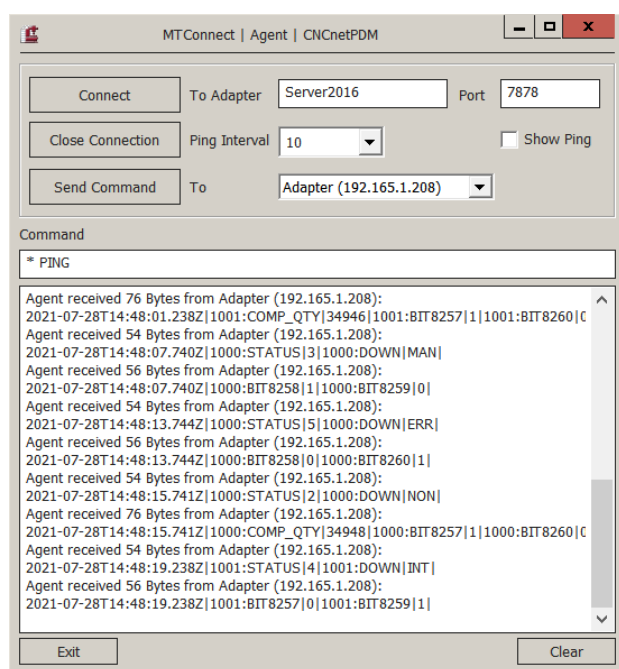 MTConnect | Agent | CNCnetPDM
Connect To Adapter Server2016 Port 7878
Close Connection Ping Interval 10 Show Ping
Send Command To Adapter (192.165.1.208)
Command
* PING
Agent received 76 Bytes from Adapter (192.165.1.208):
2021-07-28T14:48:01.238Z|1001:COMP_QTY|34946|1001:BIT8257|1|1001:BIT8260|0
Agent received 54 Bytes from Adapter (192.165.1.208):
2021-07-28T14:48:07.740Z|1000:STATUS|3|1000:DOWN|MAN|
Agent received 56 Bytes from Adapter (192.165.1.208):
2021-07-28T14:48:07.740Z|1000:BIT8258|1|1000:BIT8259|0|
Agent received 54 Bytes from Adapter (192.165.1.208):
2021-07-28T14:48:13.744Z|1000:STATUS|5|1000:DOWN|ERR|
Agent received 56 Bytes from Adapter (192.165.1.208):
2021-07-28T14:48:13.744Z|1000:BIT8258|0|1000:BIT8260|1|
Agent received 54 Bytes from Adapter (192.165.1.208):
2021-07-28T14:48:15.741Z|1000:STATUS|2|1000:DOWN|NON|
Agent received 76 Bytes from Adapter (192.165.1.208):
2021-07-28T14:48:15.741Z|1000:COMP_QTY|34948|1000:BIT8257|1|1000:BIT8260|0
Agent received 54 Bytes from Adapter (192.165.1.208):
2021-07-28T14:48:19.238Z|1001:STATUS|4|1001:DOWN|INT|
Agent received 56 Bytes from Adapter (192.165.1.208):
2021-07-28T14:48:19.238Z|1001:BIT8257|0|1001:BIT8259|1|
Exit Clear